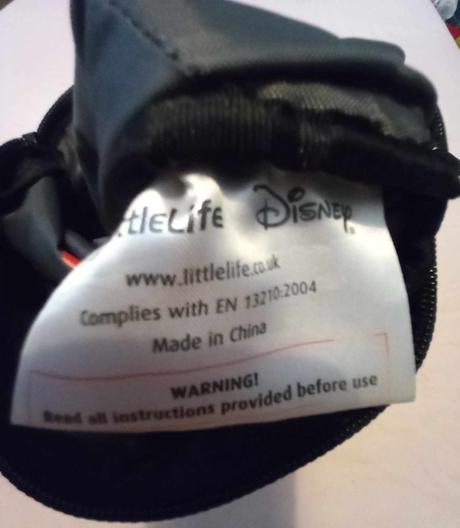 ttleLife Disney
www.littlelife.co.uk
Complies with EN 13210:2004
Made in China
WARNING!
Read all instructions provided before use